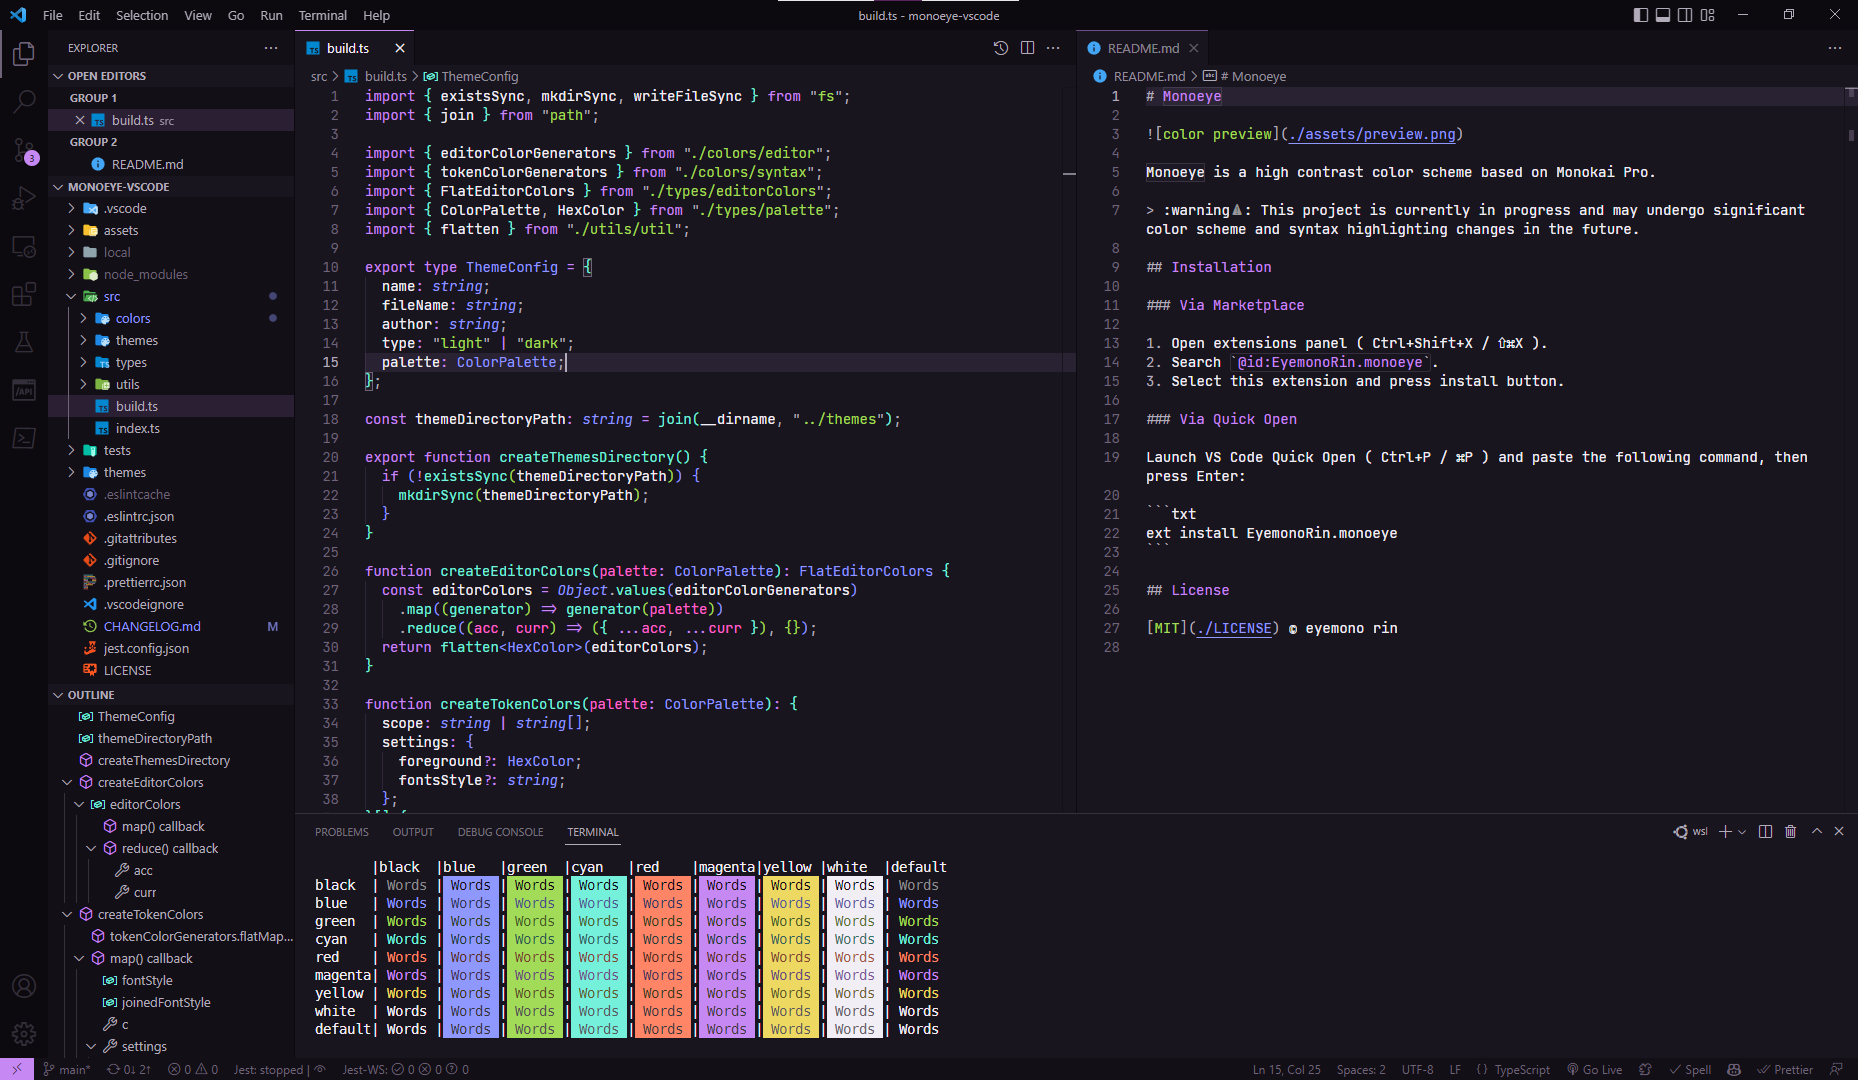 File Edit Selection View Go Run Terminal Help
build.ts - monoeye-vscode
EXPLORER
OPEN EDITORS
GROUP 1
build.ts src
GROUP 2
README.md
MONOEYE-VSCODE
.vscode
assets
local
node_modules
src
colors
themes
types
utils
build.ts
index.ts
tests
themes
.eslintcache
.eslintrc.json
.gitattributes
.gitignore
.prettierrc.json
.vscodeignore
CHANGELOG.md M
jest.config.json
LICENSE
OUTLINE
ThemeConfig
themeDirectoryPath
createThemesDirectory
createEditorColors
editorColors
map() callback
reduce() callback
acc
curr
createTokenColors
tokenColorGenerators.flatMap...
map() callback
fontStyle
joinedFontStyle
c
settings
3
build.ts
src > build.ts > ThemeConfig
1 import { existsSync, mkdirSync, writeFileSync } from "fs";
2 import { join } from "path";
3
4 import { editorColorGenerators } from "./colors/editor";
5 import { tokenColorGenerators } from "./colors/syntax";
6 import { FlatEditorColors } from "./types/editorColors";
7 import { ColorPalette, HexColor } from "./types/palette";
8 import { flatten } from "./utils/util";
9
10 export type ThemeConfig = {
11 name: string;
12 fileName: string;
13 author: string;
14 type: "light" | "dark";
15 palette: ColorPalette;
16 };
17
18 const themeDirectoryPath: string = join(__dirname, "../themes");
19
20 export function createThemesDirectory() {
21 if (!existsSync(themeDirectoryPath)) {
22 mkdirSync(themeDirectoryPath);
23 }
24 }
25
26 function createEditorColors(palette: ColorPalette): FlatEditorColors {
27 const editorColors = Object.values(editorColorGenerators)
28 .map((generator) => generator(palette))
29 .reduce((acc, curr) => ({ ...acc, ...curr }), {});
30 return flatten<HexColor>(editorColors);
31 }
32
33 function createTokenColors(palette: ColorPalette): {
34 scope: string | string[];
35 settings: {
36 foreground?: HexColor;
37 fontsStyle?: string;
38 };
README.md
README.md > # Monoeye
1 # Monoeye
2
3 ![color preview](./assets/preview.png)
4
5 Monoeye is a high contrast color scheme based on Monokai Pro.
6
7 > :warning⚠: This project is currently in progress and may undergo significant
color scheme and syntax highlighting changes in the future.
8
9 ## Installation
10
11 ### Via Marketplace
12
13 1. Open extensions panel ( Ctrl+Shift+X / ⇧⌘X ).
14 2. Search `@id:EyemonoRin.monoeye`.
15 3. Select this extension and press install button.
16
17 ### Via Quick Open
18
19 Launch VS Code Quick Open ( Ctrl+P / ⌘P ) and paste the following command, then
press Enter:
20
21 ```txt
22 ext install EyemonoRin.monoeye
23 ```
24
25 ## License
26
27 [MIT](./LICENSE) © eyemono rin
28
PROBLEMS OUTPUT DEBUG CONSOLE TERMINAL
wsl
|black |blue |green |cyan |red |magenta|yellow |white |default
black | Words | Words | Words | Words | Words | Words | Words | Words | Words
blue | Words | Words | Words | Words | Words | Words | Words | Words | Words
green | Words | Words | Words | Words | Words | Words | Words | Words | Words
cyan | Words | Words | Words | Words | Words | Words | Words | Words | Words
red | Words | Words | Words | Words | Words | Words | Words | Words | Words
magenta| Words | Words | Words | Words | Words | Words | Words | Words | Words
yellow | Words | Words | Words | Words | Words | Words | Words | Words | Words
white | Words | Words | Words | Words | Words | Words | Words | Words | Words
default| Words | Words | Words | Words | Words | Words | Words | Words | Words
main* 0↓ 2↑ 0 0 Jest: stopped | Jest-WS: 0 0 0
Ln 15, Col 25 Spaces: 2 UTF-8 LF {} TypeScript Go Live Spell Prettier